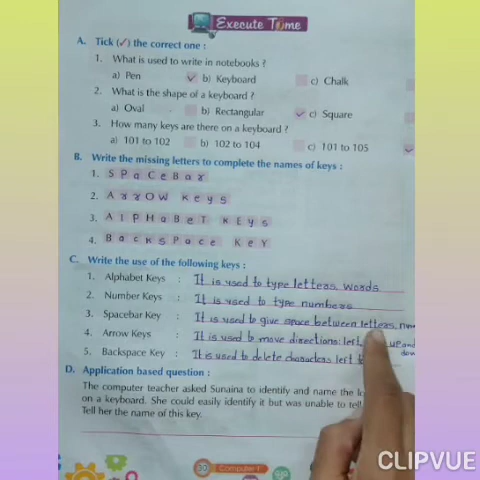 Execute Time
A. Tick (✓) the correct one :
1. What is used to write in notebooks ?
a) Pen ✓ b) Keyboard c) Chalk
2. What is the shape of a keyboard ?
a) Oval b) Rectangular ✓ c) Square
3. How many keys are there on a keyboard ?
a) 101 to 102 b) 102 to 104 c) 101 to 105 ✓
B. Write the missing letters to complete the names of keys :
1. S P a C e B a r
2. A r r O W K e y s
3. A l P H a B e T K E y s
4. B a c k s P a c e K e Y
C. Write the use of the following keys :
1. Alphabet Keys : It is used to type letters, words.
2. Number Keys : It is used to type numbers.
3. Spacebar Key : It is used to give space between letters,
4. Arrow Keys : It is used to move directions left, up and
down
5. Backspace Key : It is used to delete characters left
D. Application based question :
The computer teacher asked Sunaina to identify and name the
on a keyboard. She could easily identify it but was unable to tell
Tell her the name of this key.
30 Computer-1
CLIPVUE